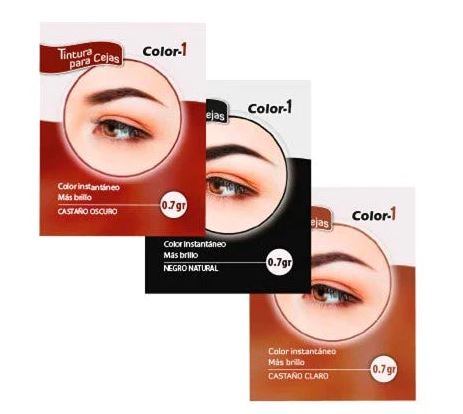 Tintura
para Cejas
Color-1
Color instantáneo
Más brillo
CASTAÑO OSCURO
0.7gr
ejas
Color-1
Color instantáneo
Más brillo
NEGRO NATURAL
0.7gr
ejas
Color-1
Color instantáneo
Más brillo
CASTAÑO CLARO
0.7gr